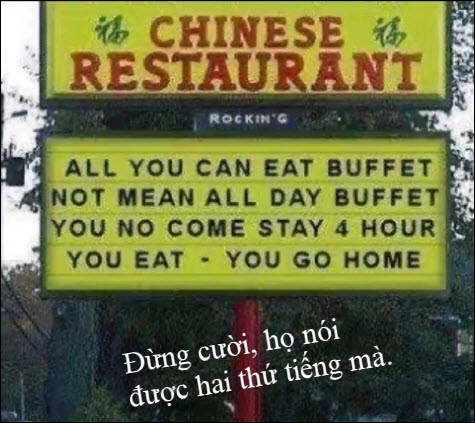 福 CHINESE 福
RESTAURANT
ROCKIN'G
ALL YOU CAN EAT BUFFET
NOT MEAN ALL DAY BUFFET
YOU NO COME STAY 4 HOUR
YOU EAT - YOU GO HOME
Đừng cười, họ nói
được hai thứ tiếng mà.